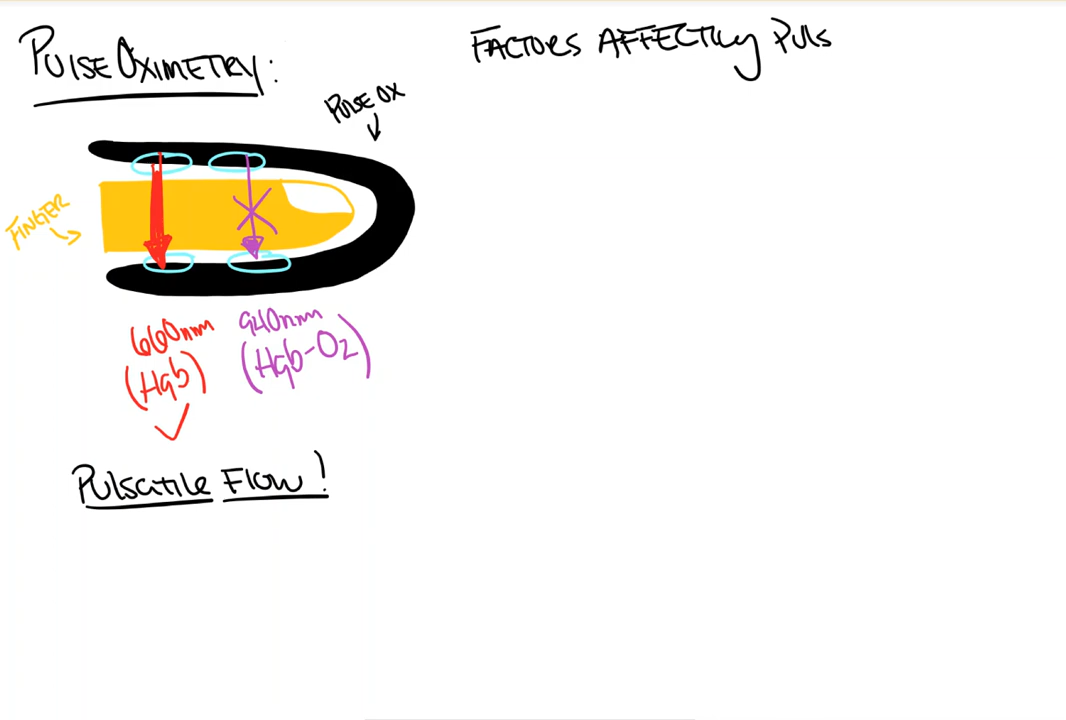 PULSE OXIMETRY:
FACTORS AFFECTING PULS
PULSE OX
FINGER
660nm
(Hgb)
940nm
(Hgb-O2)
PULSATILE FLOW!